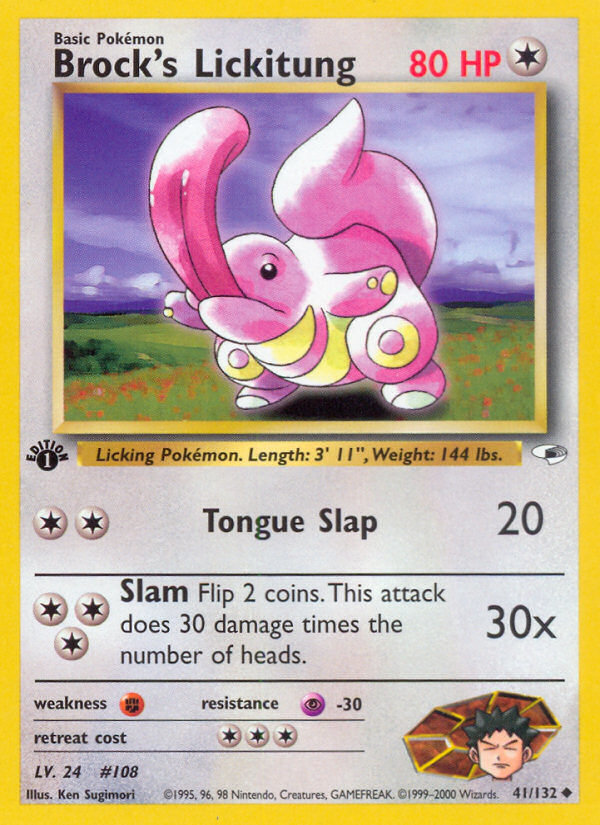 Basic Pokémon
Brock's Lickitung
80 HP
EDITION
1
Licking Pokémon. Length: 3' 11", Weight: 144 lbs.
Tongue Slap 20
Slam Flip 2 coins. This attack
does 30 damage times the
number of heads.
30x
weakness
resistance -30
retreat cost
LV. 24 #108
Illus. Ken Sugimori
©1995, 96, 98 Nintendo, Creatures, GAMEFREAK. ©1999–2000 Wizards. 41/132